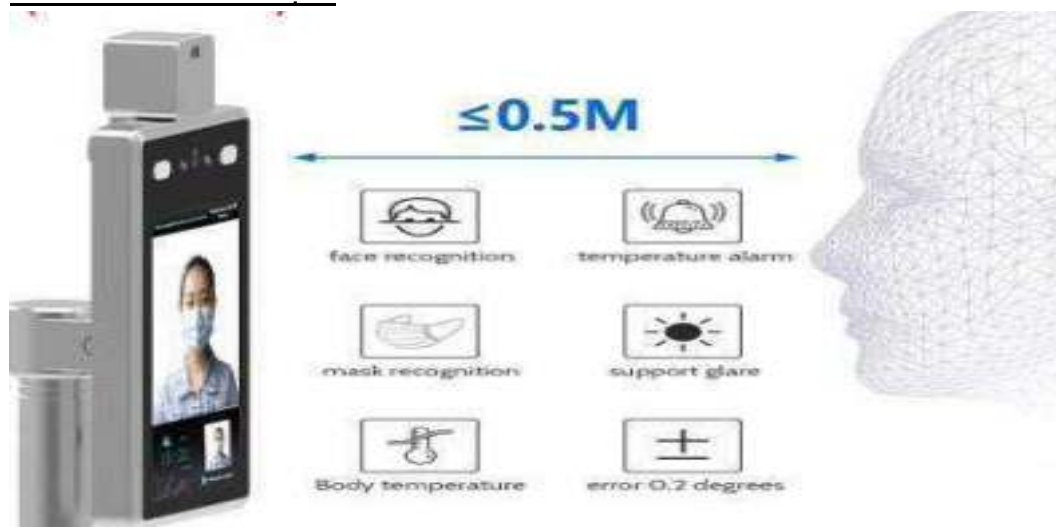 ≤0.5M
face recognition
temperature alarm
mask recognition
support glare
Body temperature
error 0.2 degrees